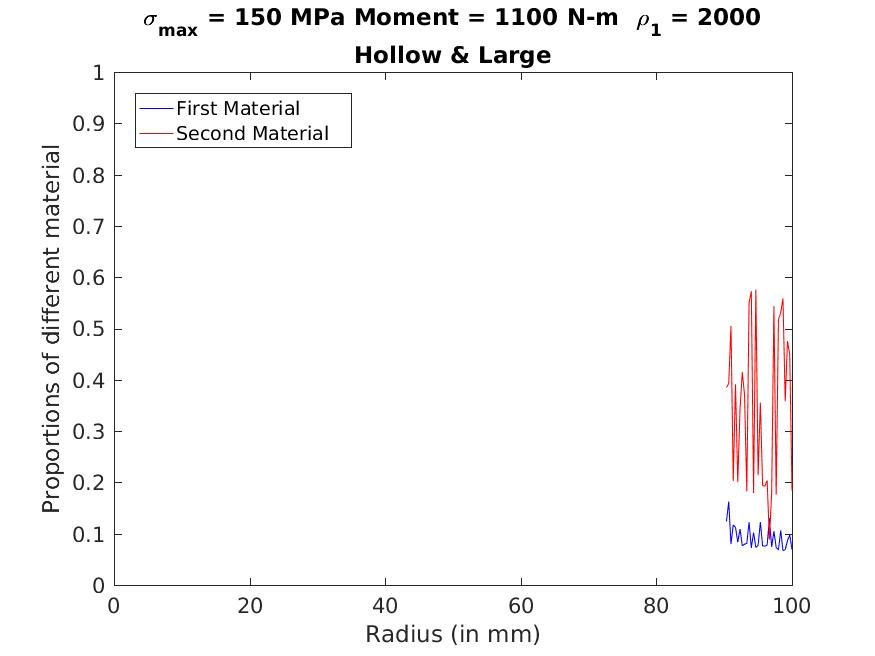 σmax = 150 MPa Moment = 1100 N-m ρ1 = 2000
Hollow & Large
First Material
Second Material
Proportions of different material
1
0.9
0.8
0.7
0.6
0.5
0.4
0.3
0.2
0.1
0
0 20 40 60 80 100
Radius (in mm)